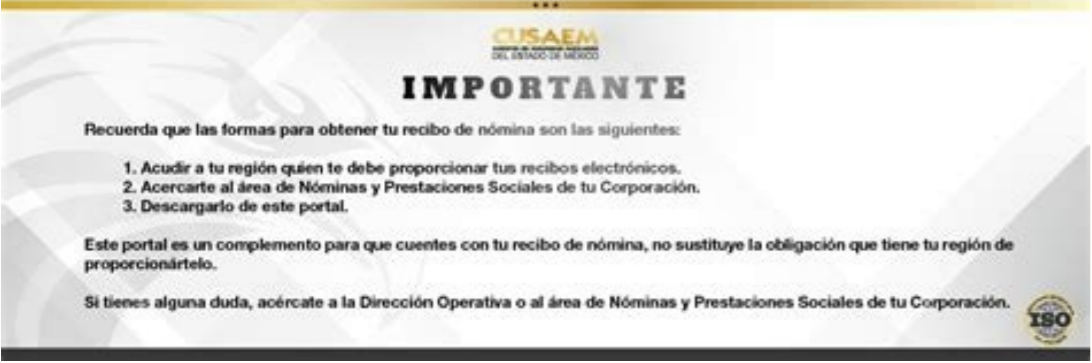 CUSAEM
DEL ESTADO DE MÉXICO
IMPORTANTE
Recuerda que las formas para obtener tu recibo de nómina son las siguientes:
1. Acudir a tu región quien te debe proporcionar tus recibos electrónicos.
2. Acercarte al área de Nóminas y Prestaciones Sociales de tu Corporación.
3. Descargarlo de este portal.
Este portal es un complemento para que cuentes con tu recibo de nómina, no sustituye la obligación que tiene tu región de
proporcionártelo.
Si tienes alguna duda, acércate a la Dirección Operativa o al área de Nóminas y Prestaciones Sociales de tu Corporación.
ISO